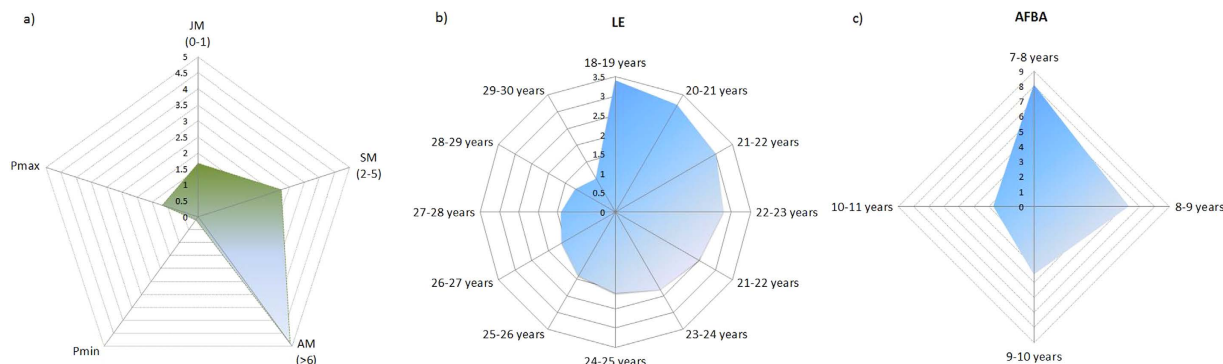 a)
JM
(0-1)
5
4.5
4
3.5
3
2.5
2
1.5
1
0.5
0
SM
(2-5)
AM
(>6)
Pmin
Pmax
b)
LE
18-19 years
3.5
3
2.5
2
1.5
1
0.5
0
20-21 years
21-22 years
22-23 years
21-22 years
23-24 years
24-25 years
25-26 years
26-27 years
27-28 years
28-29 years
29-30 years
c)
AFBA
7-8 years
9
8
7
6
5
4
3
2
1
0
8-9 years
9-10 years
10-11 years